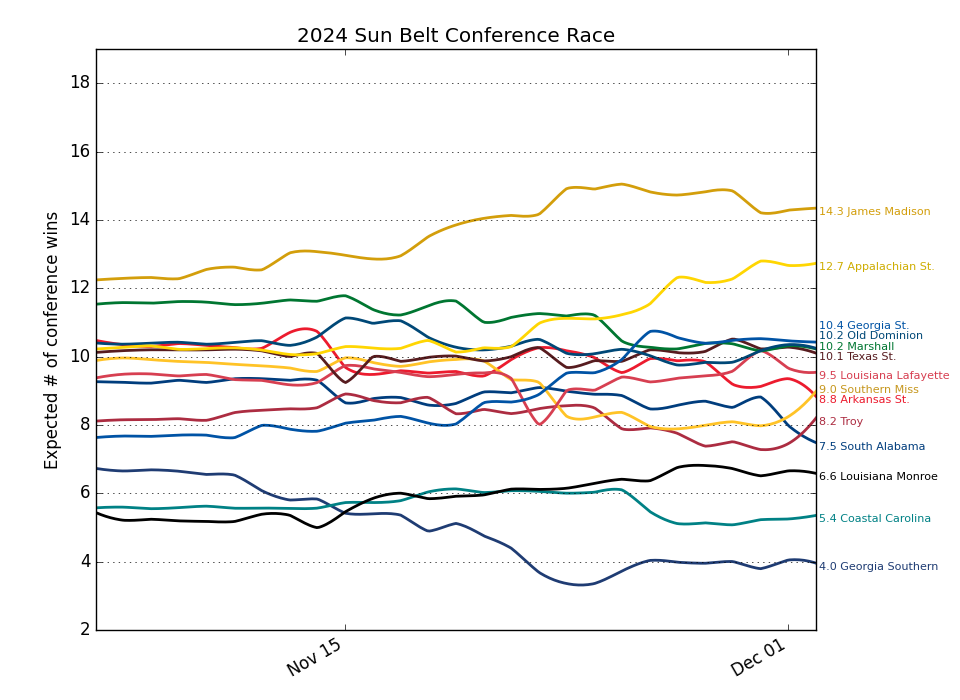 2024 Sun Belt Conference Race
Expected # of conference wins
18
16
14
12
10
8
6
4
2
Nov 15
Dec 01
14.3 James Madison
12.7 Appalachian St.
10.4 Georgia St.
10.2 Old Dominion
10.2 Marshall
10.1 Texas St.
9.5 Louisiana Lafayette
9.0 Southern Miss
8.8 Arkansas St.
8.2 Troy
7.5 South Alabama
6.6 Louisiana Monroe
5.4 Coastal Carolina
4.0 Georgia Southern